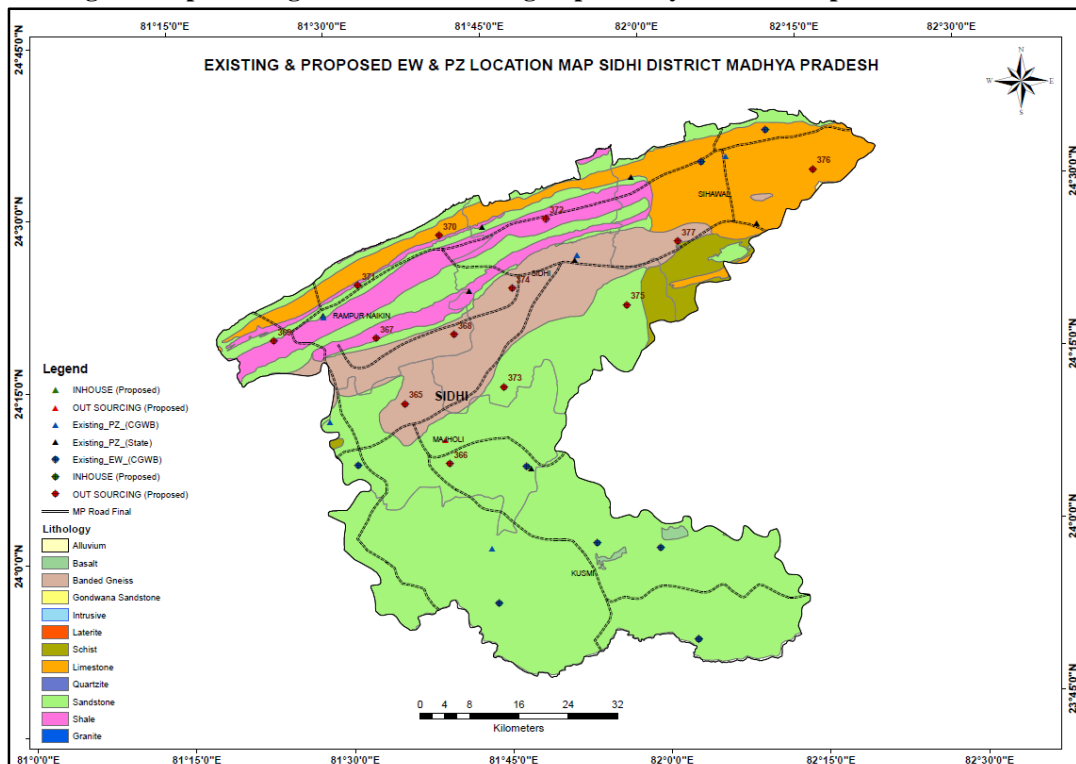 81°15'0"E 81°30'0"E 81°45'0"E 82°0'0"E 82°15'0"E 82°30'0"E
24°45'0"N
EXISTING & PROPOSED EW & PZ LOCATION MAP SIDHI DISTRICT MADHYA PRADESH
N
W E
S
376
24°30'0"N
SIHAWAL
372
24°30'0"N
370
377
SIDHI
371
374
375
RAMPUR NAIKIN
367
368
369
24°15'0"N
Legend
INHOUSE (Proposed)
OUT SOURCING (Proposed)
Existing_PZ_(CGWB)
Existing_PZ_(State)
Existing_EW_(CGWB)
INHOUSE (Proposed)
OUT SOURCING (Proposed)
MP Road Final
373
24°15'0"N
365
SIDHI
MAJHOLI
366
24°0'0"N
Lithology
Alluvium
Basalt
Banded Gneiss
Gondwana Sandstone
Intrusive
Laterite
Schist
Limestone
Quartzite
Sandstone
Shale
Granite
24°0'0"N
KUSMI
23°45'0"N
0 4 8 16 24 32
Kilometers
81°0'0"E 81°15'0"E 81°30'0"E 81°45'0"E 82°0'0"E 82°15'0"E 82°30'0"E